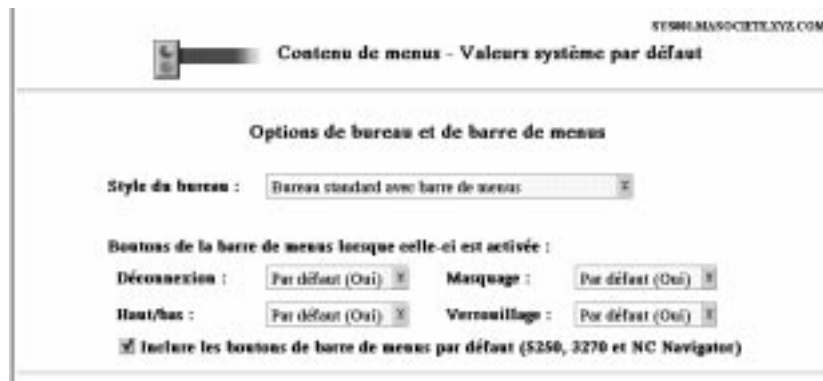 SYS001.MASOCIETE.XYZ.COM
Contenu de menus - Valeurs système par défaut
Options de bureau et de barre de menus
Style du bureau : Bureau standard avec barre de menus
Boutons de la barre de menus lorsque celle-ci est activée :
Déconnexion : Par défaut (Oui) Masquage : Par défaut (Oui)
Haut/bas : Par défaut (Oui) Verrouillage : Par défaut (Oui)
Inclure les boutons de barre de menus par défaut (5250, 3270 et NC Navigator)